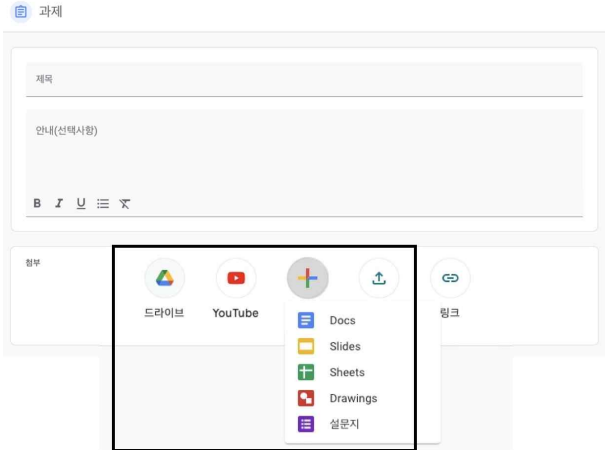 과제
제목
안내(선택사항)
B I U
첨부
드라이브 YouTube 링크
Docs
Slides
Sheets
Drawings
설문지